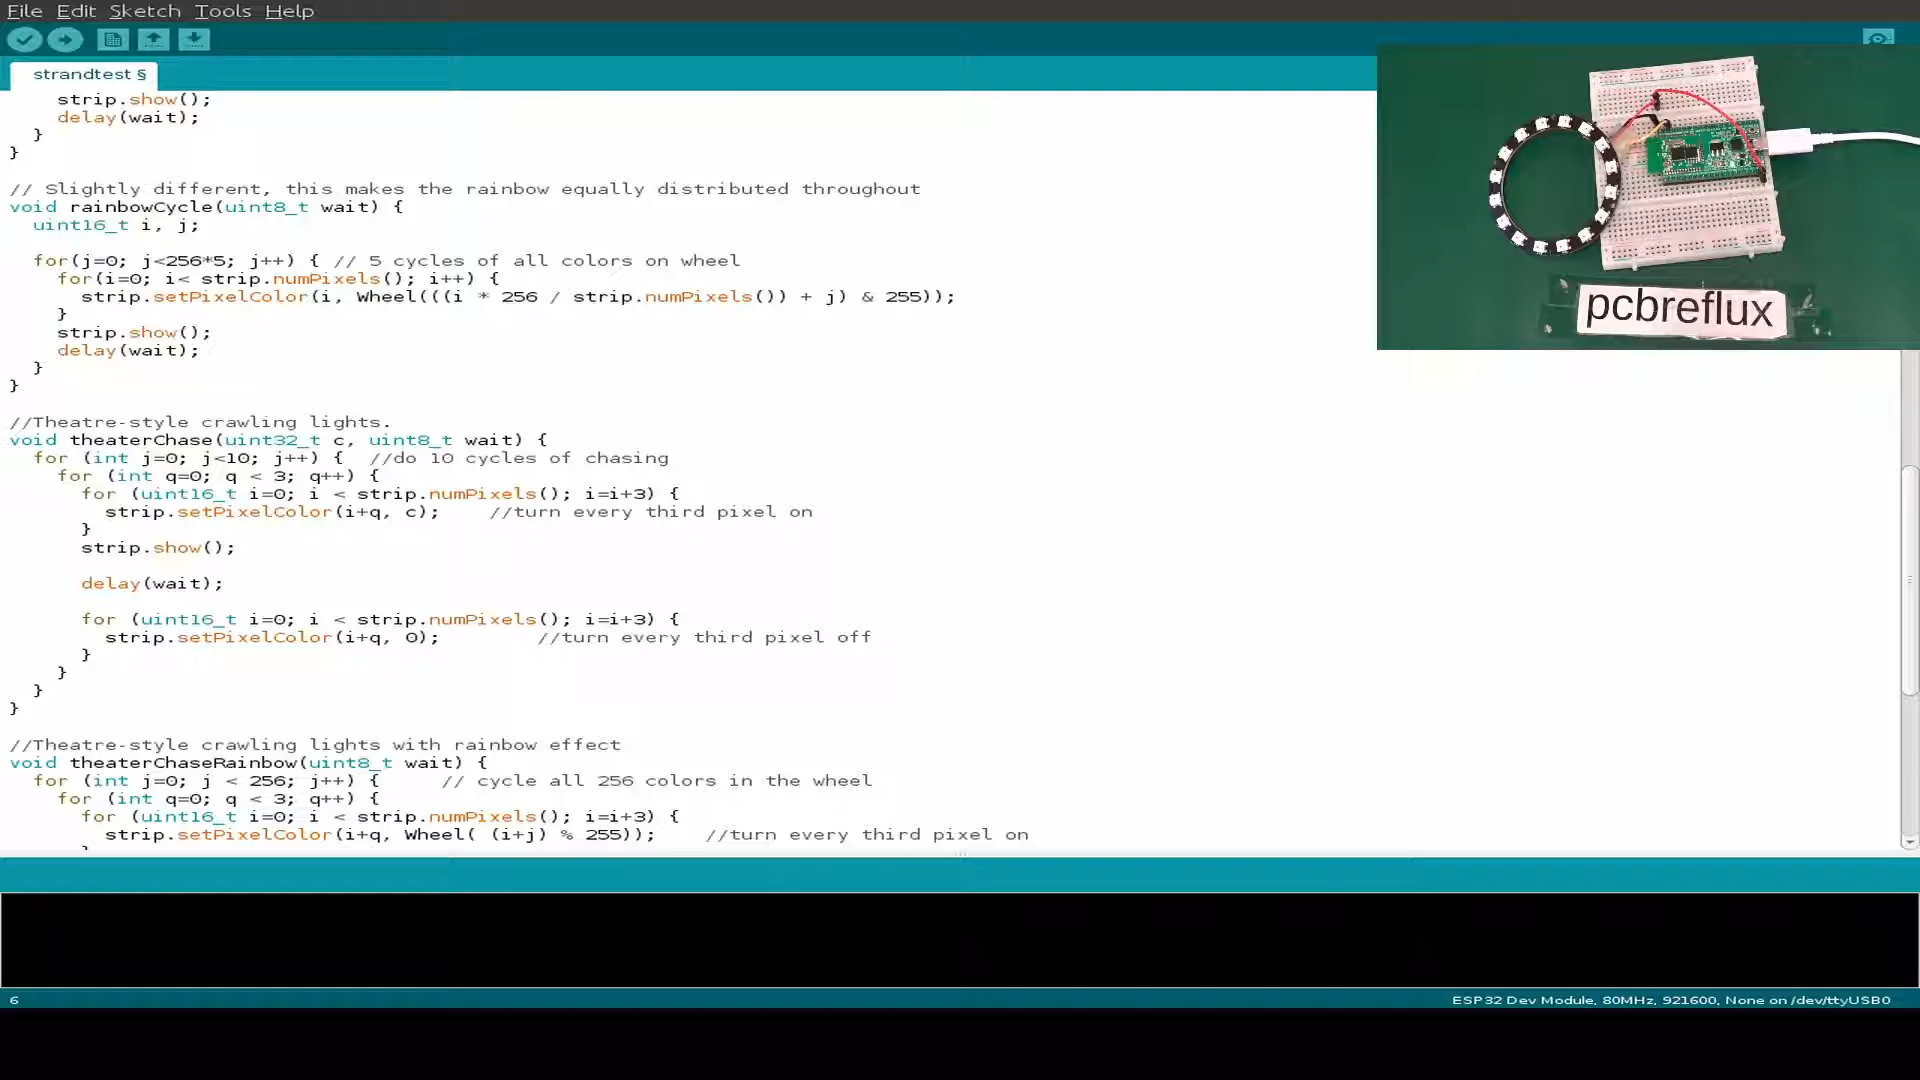 File Edit Sketch Tools Help
strandtest §
    strip.show();
    delay(wait);
  }
}
// Slightly different, this makes the rainbow equally distributed throughout
void rainbowCycle(uint8_t wait) {
  uint16_t i, j;
  for(j=0; j<256*5; j++) { // 5 cycles of all colors on wheel
    for(i=0; i< strip.numPixels(); i++) {
      strip.setPixelColor(i, Wheel(((i * 256 / strip.numPixels()) + j) & 255));
    }
    strip.show();
    delay(wait);
  }
}
//Theatre-style crawling lights.
void theaterChase(uint32_t c, uint8_t wait) {
  for (int j=0; j<10; j++) {  //do 10 cycles of chasing
    for (int q=0; q < 3; q++) {
      for (uint16_t i=0; i < strip.numPixels(); i=i+3) {
        strip.setPixelColor(i+q, c);    //turn every third pixel on
      }
      strip.show();
      delay(wait);
      for (uint16_t i=0; i < strip.numPixels(); i=i+3) {
        strip.setPixelColor(i+q, 0);        //turn every third pixel off
      }
    }
  }
}
//Theatre-style crawling lights with rainbow effect
void theaterChaseRainbow(uint8_t wait) {
  for (int j=0; j < 256; j++) {     // cycle all 256 colors in the wheel
    for (int q=0; q < 3; q++) {
      for (uint16_t i=0; i < strip.numPixels(); i=i+3) {
        strip.setPixelColor(i+q, Wheel( (i+j) % 255));    //turn every third pixel on
pcbreflux
6
ESP32 Dev Module, 80MHz, 921600, None on /dev/ttyUSB0